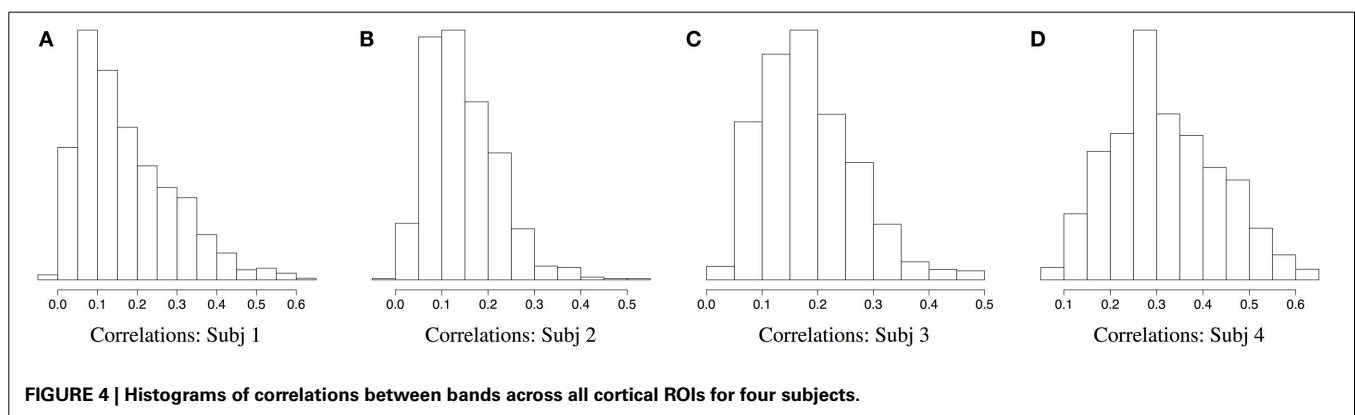 A B C D
0.0 0.1 0.2 0.3 0.4 0.5 0.6 0.0 0.1 0.2 0.3 0.4 0.5 0.0 0.1 0.2 0.3 0.4 0.5 0.1 0.2 0.3 0.4 0.5 0.6
Correlations: Subj 1 Correlations: Subj 2 Correlations: Subj 3 Correlations: Subj 4
FIGURE 4 | Histograms of correlations between bands across all cortical ROIs for four subjects.